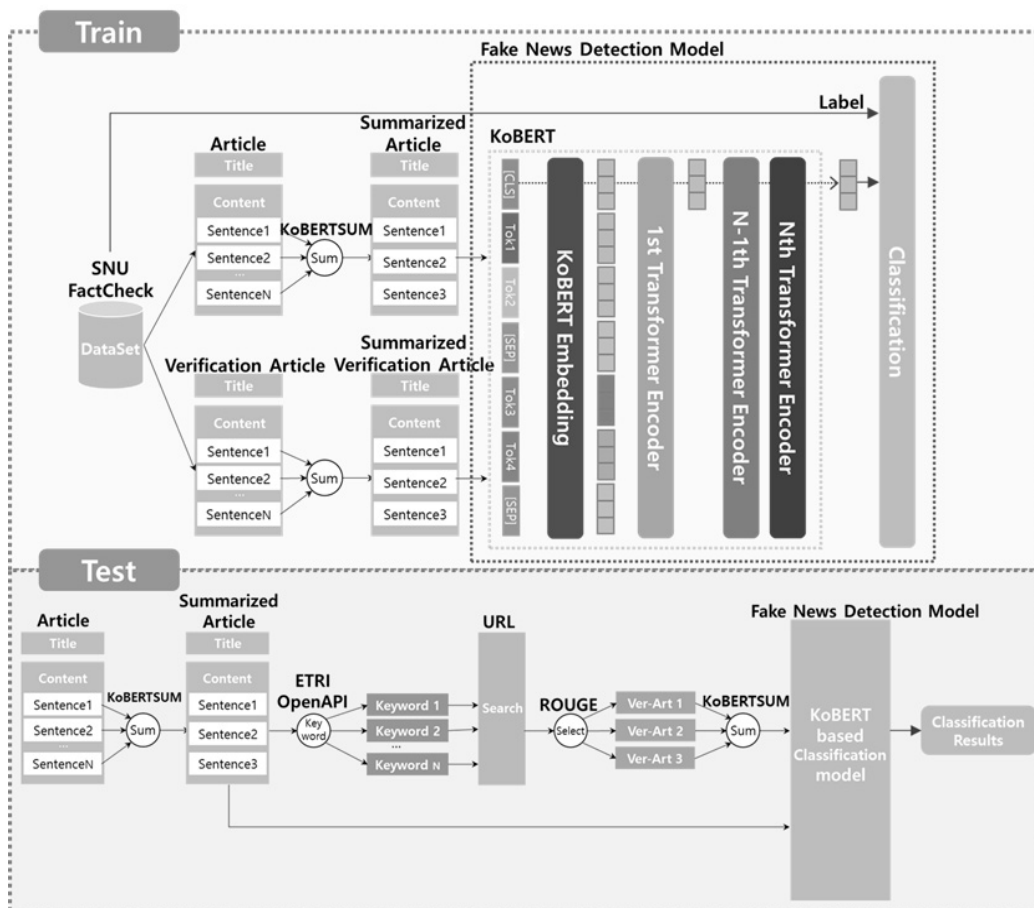 Train
Fake News Detection Model
Label
Article
Title
Content
Sentence1
Sentence2
...
SentenceN
KoBERTSUM
Sum
Summarized
Article
Title
Content
Sentence1
Sentence2
Sentence3
SNU
FactCheck
DataSet
Verification Article
Title
Content
Sentence1
Sentence2
...
SentenceN
Sum
Summarized
Verification Article
Title
Content
Sentence1
Sentence2
Sentence3
KoBERT
[CLS]
Tok1
Tok2
[SEP]
Tok3
Tok4
[SEP]
KoBERT Embedding
1st Transformer Encoder
N-1th Transformer Encoder
Nth Transformer Encoder
Classification
Test
Article
Title
Content
Sentence1
Sentence2
...
SentenceN
KoBERTSUM
Sum
Summarized
Article
Title
Content
Sentence1
Sentence2
Sentence3
ETRI
OpenAPI
Key
word
Keyword 1
Keyword 2
...
Keyword N
URL
Search
ROUGE
Select
Ver-Art 1
Ver-Art 2
Ver-Art 3
KoBERTSUM
Sum
Fake News Detection Model
KoBERT
based
Classification
model
Classification
Results